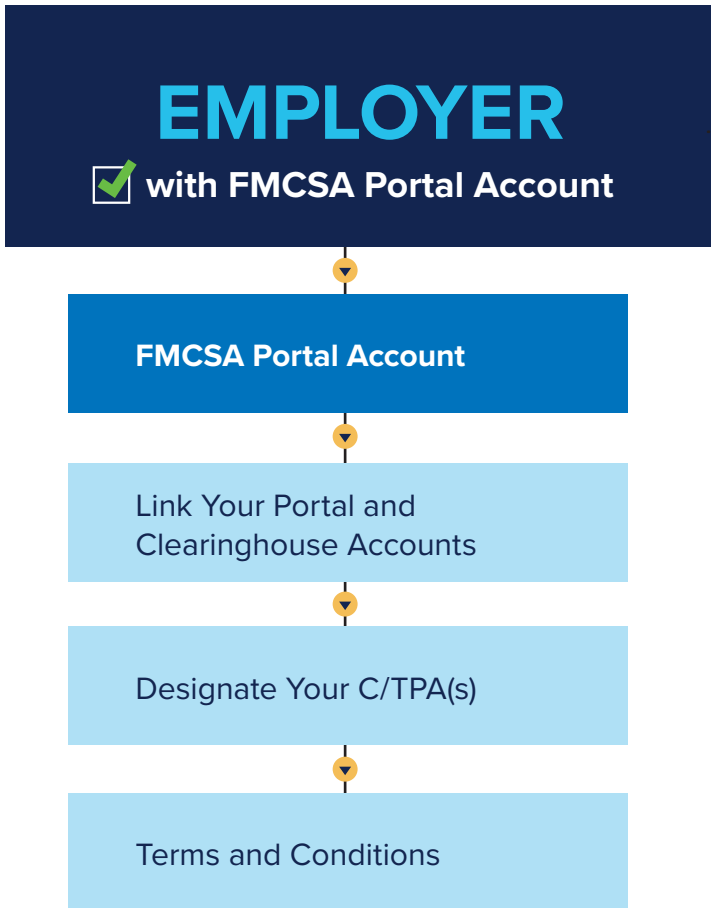 EMPLOYER
with FMCSA Portal Account
FMCSA Portal Account
Link Your Portal and
Clearinghouse Accounts
Designate Your C/TPA(s)
Terms and Conditions